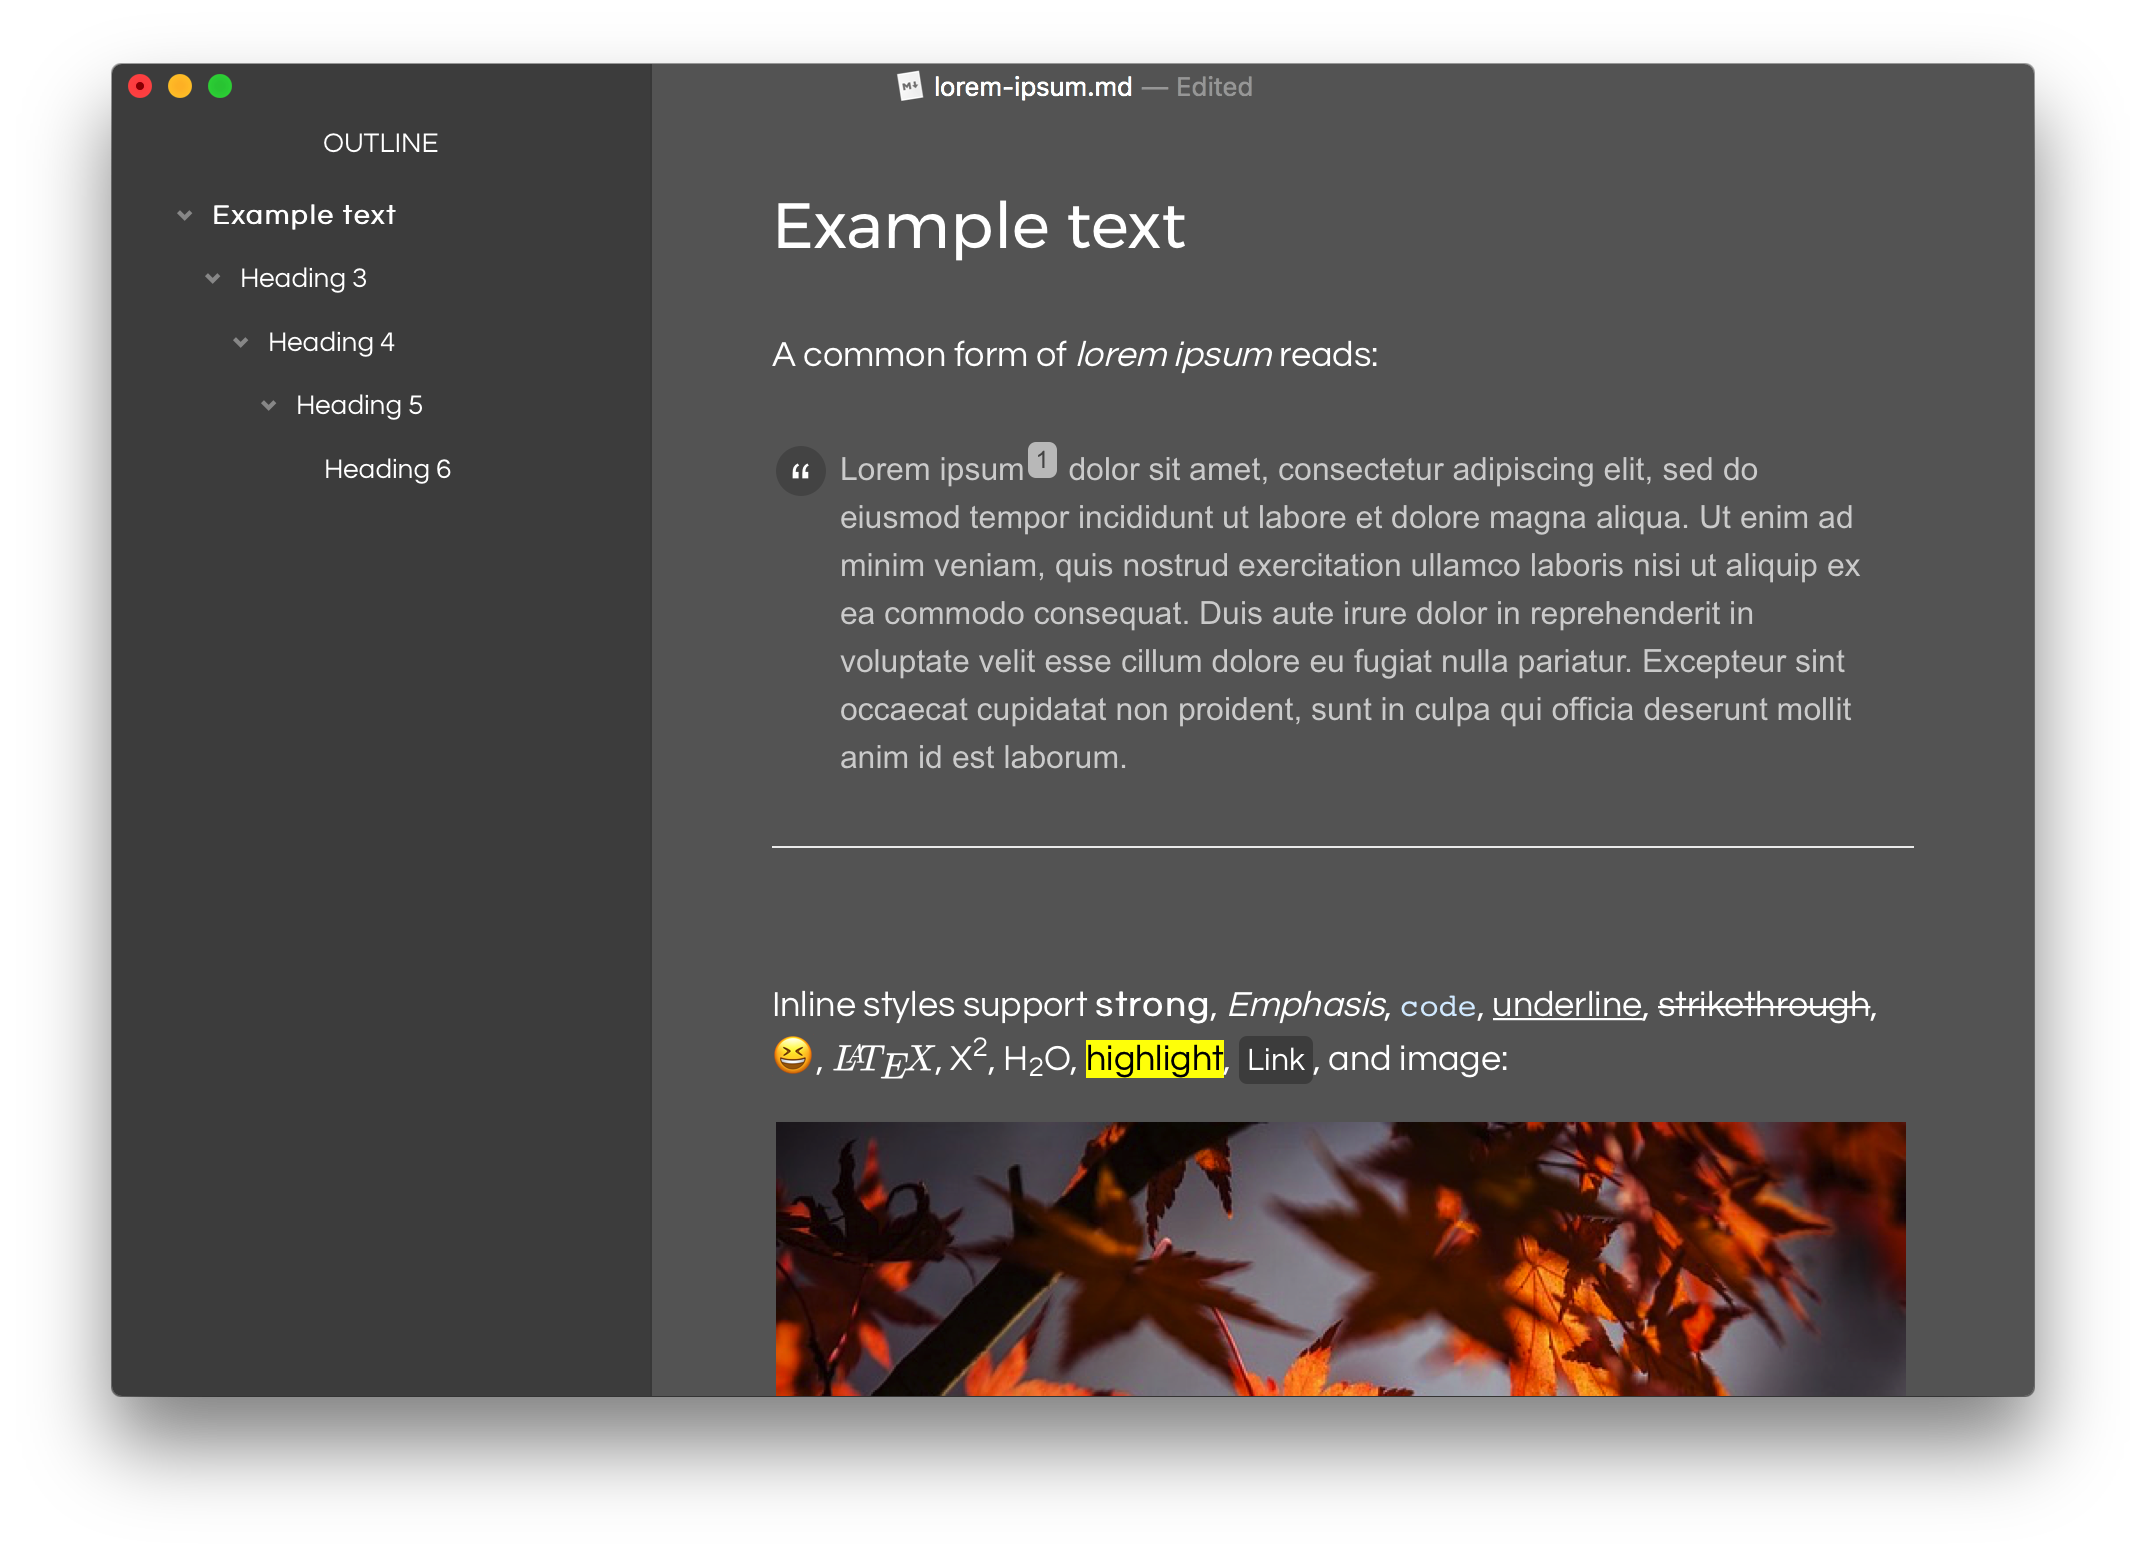 lorem-ipsum.md — Edited
OUTLINE
Example text
Heading 3
Heading 4
Heading 5
Heading 6
Example text
A common form of lorem ipsum reads:
“ Lorem ipsum1 dolor sit amet, consectetur adipiscing elit, sed do
eiusmod tempor incididunt ut labore et dolore magna aliqua. Ut enim ad
minim veniam, quis nostrud exercitation ullamco laboris nisi ut aliquip ex
ea commodo consequat. Duis aute irure dolor in reprehenderit in
voluptate velit esse cillum dolore eu fugiat nulla pariatur. Excepteur sint
occaecat cupidatat non proident, sunt in culpa qui officia deserunt mollit
anim id est laborum.
Inline styles support strong, Emphasis, code, underline, strikethrough,
😆, LATEX, X², H₂O, highlight, Link, and image: